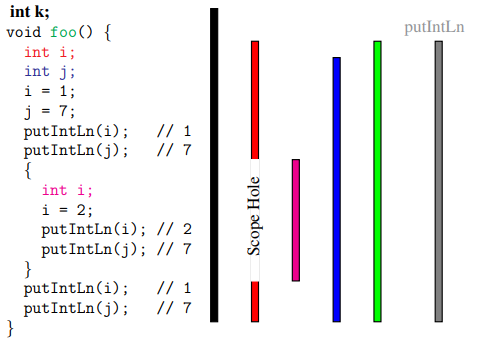 int k;
putIntLn
void foo() {
int i;
int j;
i = 1;
j = 7;
putIntLn(i); // 1
putIntLn(j); // 7
{
int i;
i = 2;
putIntLn(i); // 2
putIntLn(j); // 7
}
putIntLn(i); // 1
putIntLn(j); // 7
}
Scope Hole